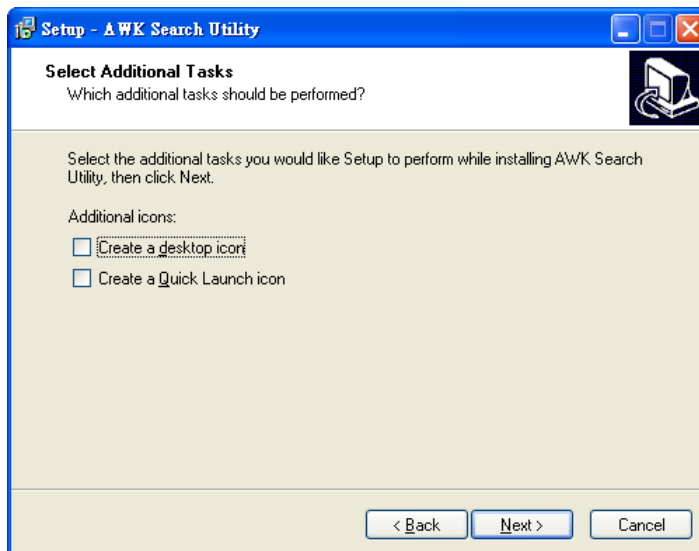 Setup - AWK Search Utility
Select Additional Tasks
Which additional tasks should be performed?
Select the additional tasks you would like Setup to perform while installing AWK Search
Utility, then click Next.
Additional icons:
Create a desktop icon
Create a Quick Launch icon
< Back
Next >
Cancel